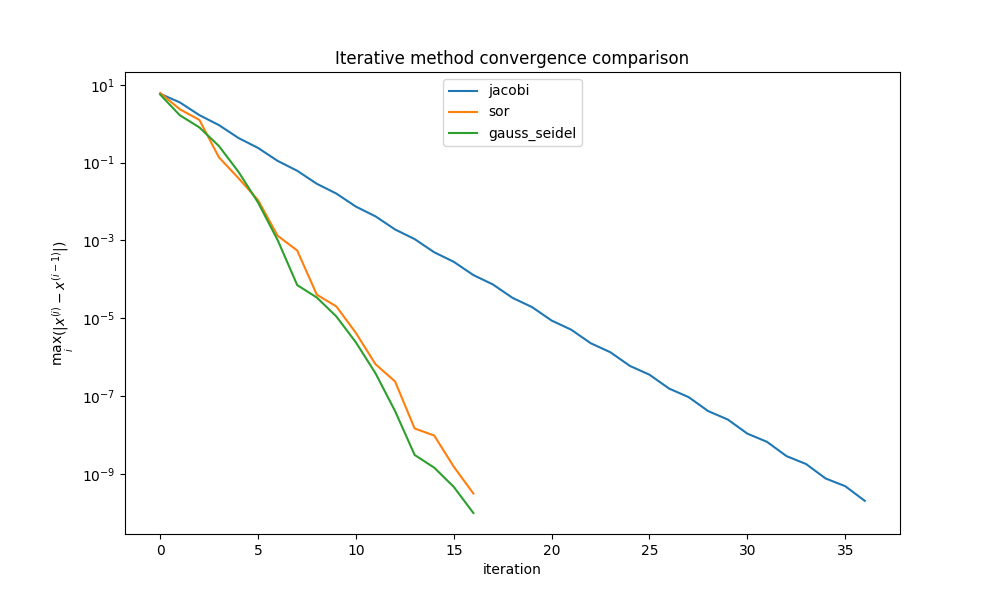 Iterative method convergence comparison
jacobi
sor
gauss_seidel
10¹
10⁻¹
10⁻³
10⁻⁵
10⁻⁷
10⁻⁹
max(|x⁽ⁱ⁾ − x⁽ⁱ⁻¹⁾|)
i
0 5 10 15 20 25 30 35
iteration